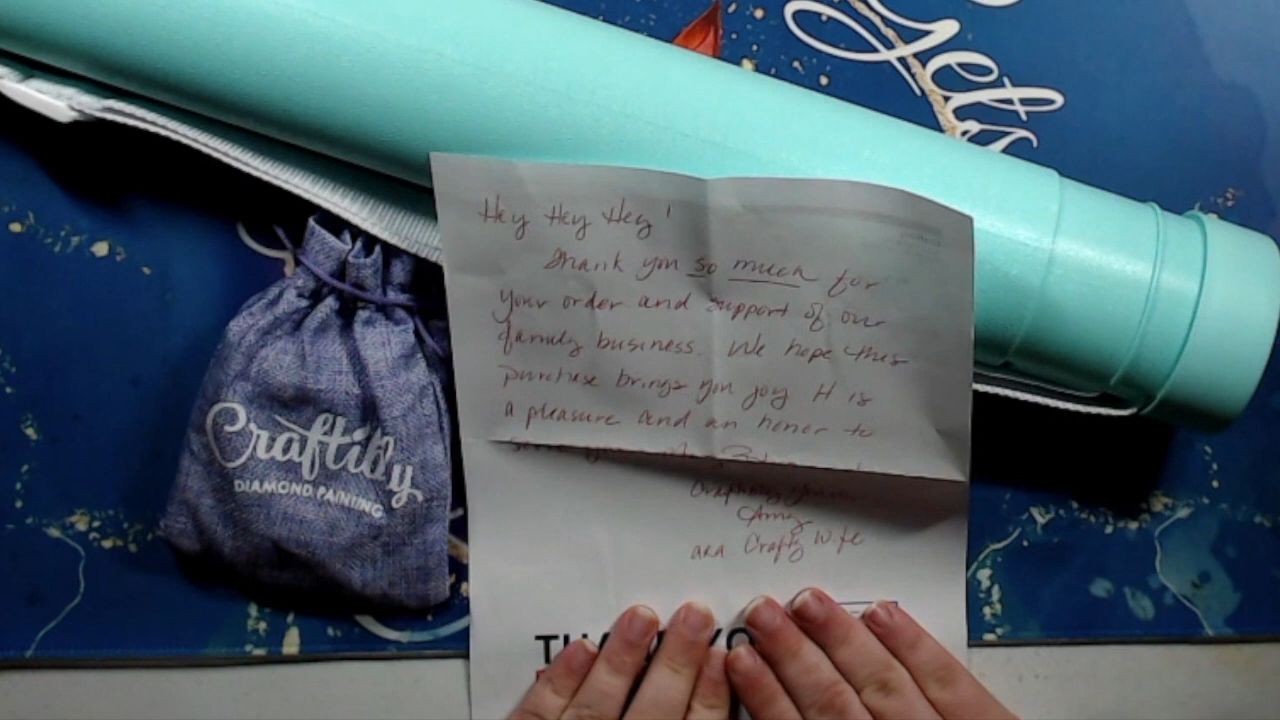 Hey Hey Hey!
Thank you so much for
your order and support of our
family business. We hope this
purchase brings you joy It is
a pleasure and an honor to
Amy
aka Crafty Wife
Craftibly
DIAMOND PAINTING